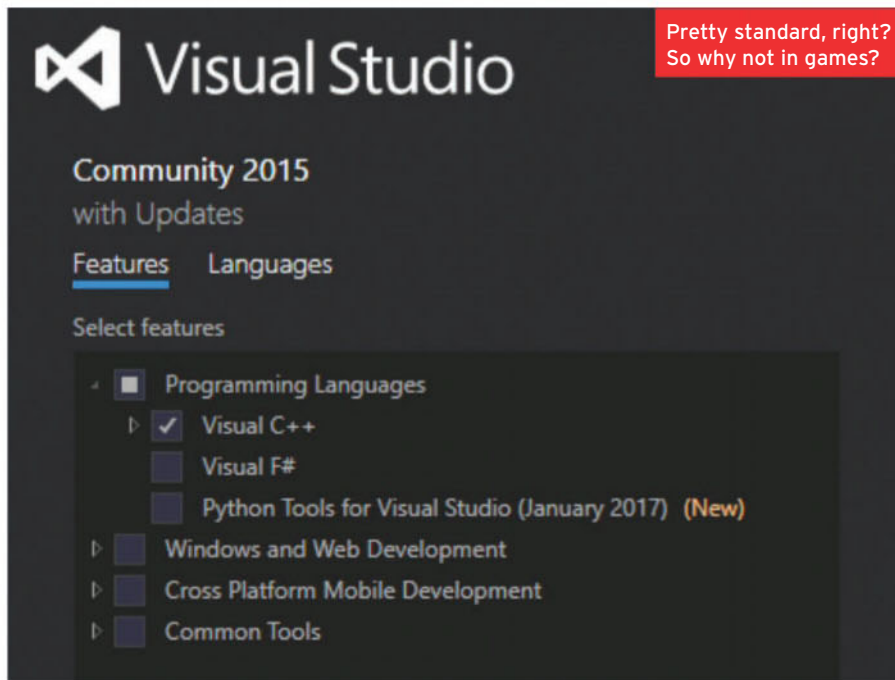 Pretty standard, right?
So why not in games?
Visual Studio
Community 2015
with Updates
Features Languages
Select features
Programming Languages
Visual C++
Visual F#
Python Tools for Visual Studio (January 2017) (New)
Windows and Web Development
Cross Platform Mobile Development
Common Tools